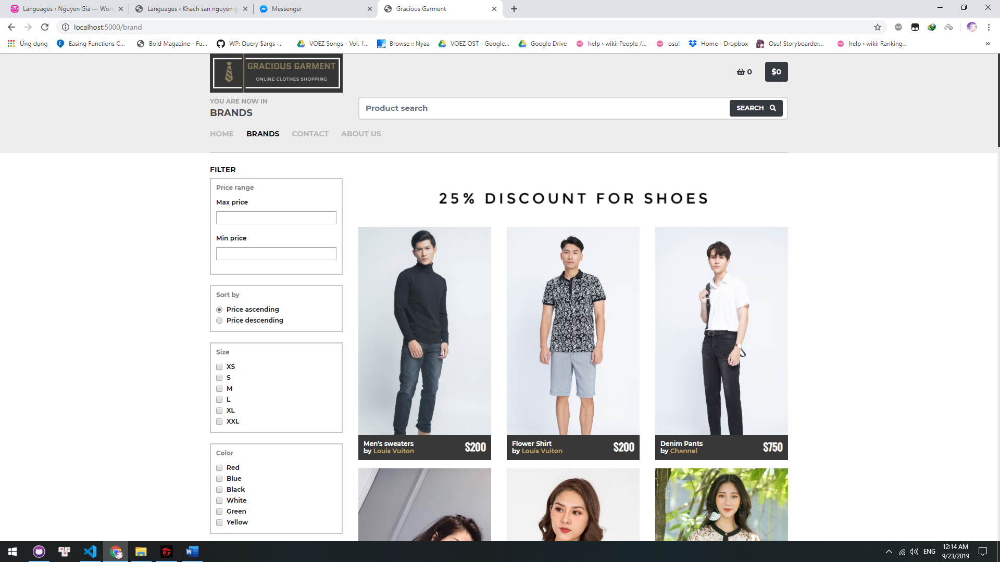 Languages ‹ Nguyen Gia — Word
Languages ‹ Khach san nguyen g
Messenger
Gracious Garment
localhost:5000/brand
Ứng dụng
Easing Functions C...
Bold Magazine - Fu...
WP: Query $args -...
VOEZ Songs - Vol. 1...
Browse :: Nyaa
VOEZ OST - Google...
Google Drive
help › wiki: People /...
osu!
Home - Dropbox
Osu! Storyboarder...
help › wiki: Ranking...
»
GRACIOUS GARMENT
ONLINE CLOTHES SHOPPING
0
$0
YOU ARE NOW IN
BRANDS
Product search
SEARCH
HOME
BRANDS
CONTACT
ABOUT US
FILTER
Price range
Max price
Min price
Sort by
Price ascending
Price descending
Size
XS
S
M
L
XL
XXL
Color
Red
Blue
Black
White
Green
Yellow
25% DISCOUNT FOR SHOES
Men's sweaters
by Louis Vuiton
$200
Flower Shirt
by Louis Vuiton
$200
Denim Pants
by Channel
$750
ENG
12:14 AM
9/23/2019